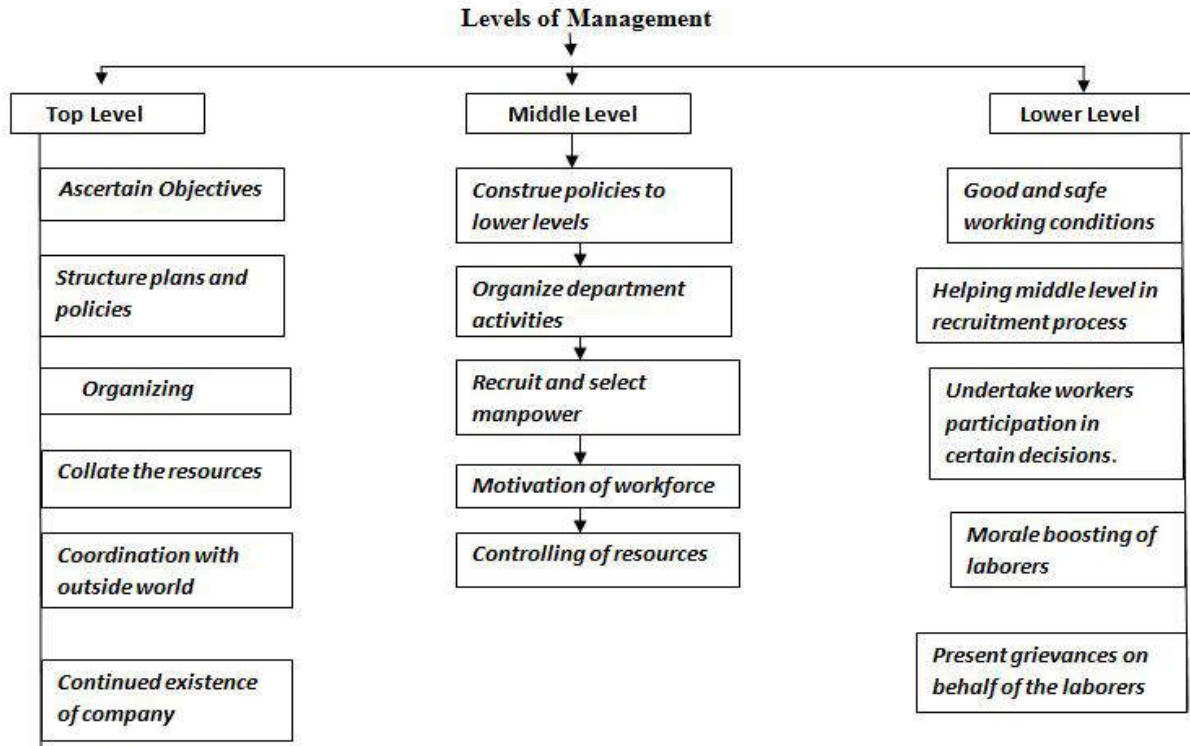 Levels of Management
Top Level
Ascertain Objectives
Structure plans and
policies
Organizing
Collate the resources
Coordination with
outside world
Continued existence
of company
Middle Level
Construe policies to
lower levels
Organize department
activities
Recruit and select
manpower
Motivation of workforce
Controlling of resources
Lower Level
Good and safe
working conditions
Helping middle level in
recruitment process
Undertake workers
participation in
certain decisions.
Morale boosting of
laborers
Present grievances on
behalf of the laborers